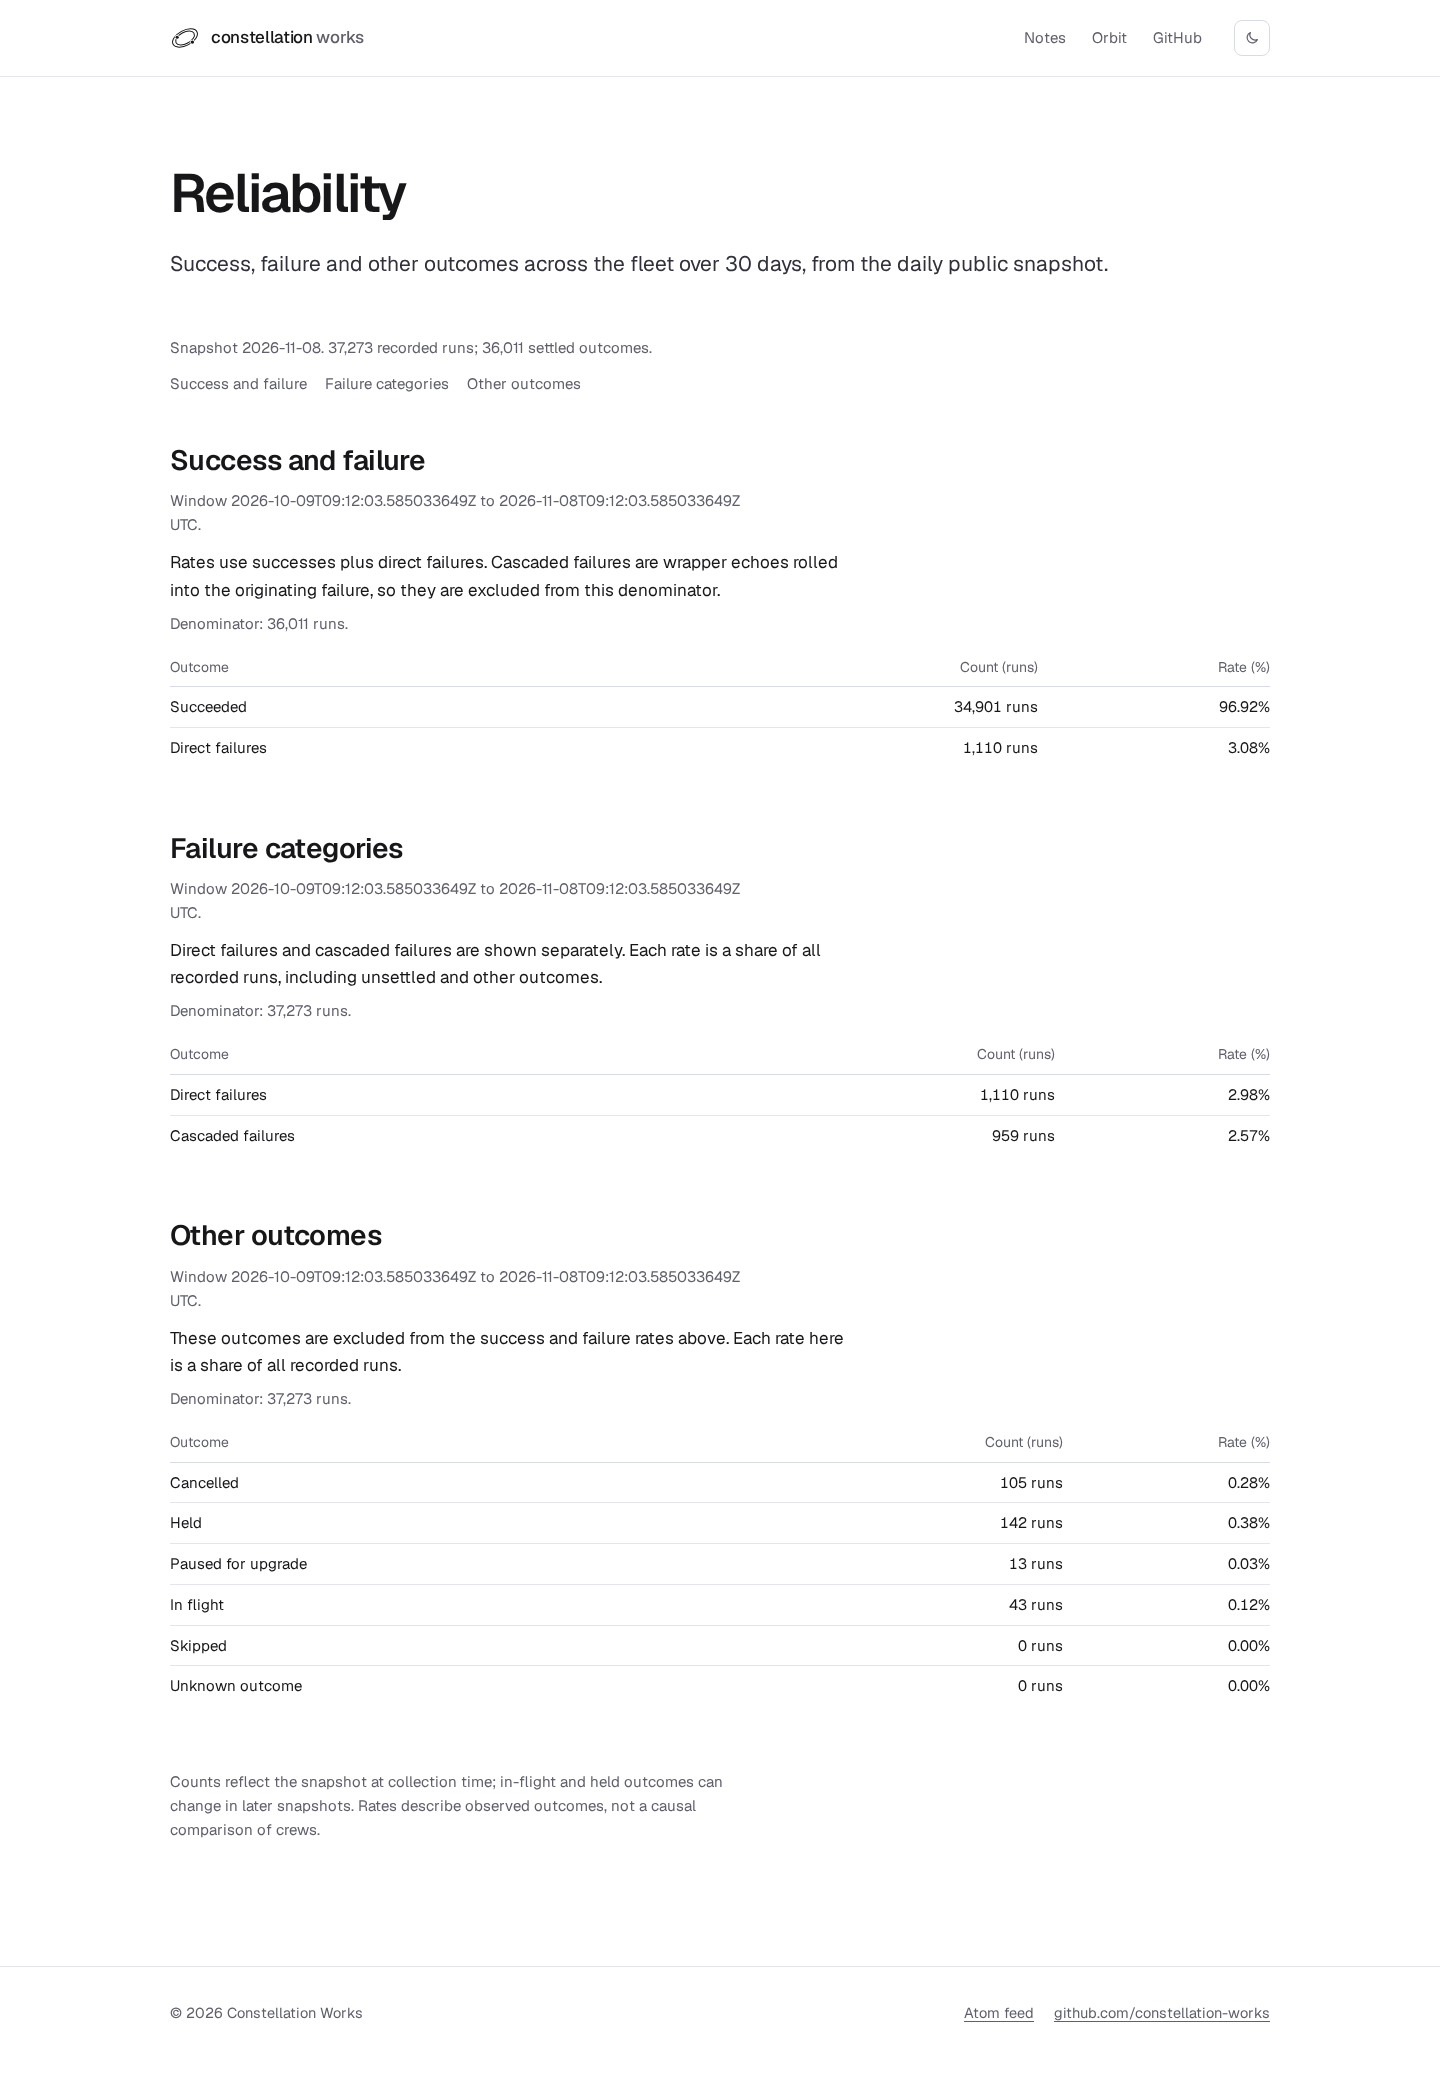 constellation works
Notes Orbit GitHub
Reliability
Success, failure and other outcomes across the fleet over 30 days, from the daily public snapshot.
Snapshot 2026-11-08. 37,273 recorded runs; 36,011 settled outcomes.
Success and failure Failure categories Other outcomes
Success and failure
Window 2026-10-09T09:12:03.585033649Z to 2026-11-08T09:12:03.585033649Z
UTC.
Rates use successes plus direct failures. Cascaded failures are wrapper echoes rolled
into the originating failure, so they are excluded from this denominator.
Denominator: 36,011 runs.
Outcome Count (runs) Rate (%)
Succeeded 34,901 runs 96.92%
Direct failures 1,110 runs 3.08%
Failure categories
Window 2026-10-09T09:12:03.585033649Z to 2026-11-08T09:12:03.585033649Z
UTC.
Direct failures and cascaded failures are shown separately. Each rate is a share of all
recorded runs, including unsettled and other outcomes.
Denominator: 37,273 runs.
Outcome Count (runs) Rate (%)
Direct failures 1,110 runs 2.98%
Cascaded failures 959 runs 2.57%
Other outcomes
Window 2026-10-09T09:12:03.585033649Z to 2026-11-08T09:12:03.585033649Z
UTC.
These outcomes are excluded from the success and failure rates above. Each rate here
is a share of all recorded runs.
Denominator: 37,273 runs.
Outcome Count (runs) Rate (%)
Cancelled 105 runs 0.28%
Held 142 runs 0.38%
Paused for upgrade 13 runs 0.03%
In flight 43 runs 0.12%
Skipped 0 runs 0.00%
Unknown outcome 0 runs 0.00%
Counts reflect the snapshot at collection time; in-flight and held outcomes can
change in later snapshots. Rates describe observed outcomes, not a causal
comparison of crews.
© 2026 Constellation Works
Atom feed github.com/constellation-works